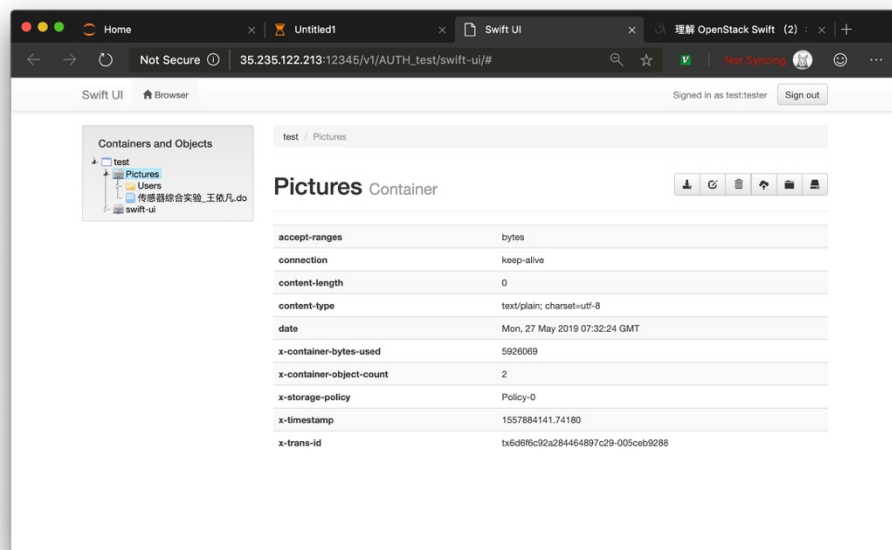 Home
Untitled1
Swift UI
理解 OpenStack Swift （2）：
Not Secure
35.235.122.213:12345/v1/AUTH_test/swift-ui/#
Not Syncing
Swift UI Browser
Signed in as test:tester Sign out
Containers and Objects
test
Pictures
Users
传感器综合实验_王依凡.do
swift-ui
test / Pictures
Pictures Container
accept-ranges bytes
connection keep-alive
content-length 0
content-type text/plain; charset=utf-8
date Mon, 27 May 2019 07:32:24 GMT
x-container-bytes-used 5926069
x-container-object-count 2
x-storage-policy Policy-0
x-timestamp 1557884141.74180
x-trans-id tx6d6f6c92a284464897c29-005ceb9288